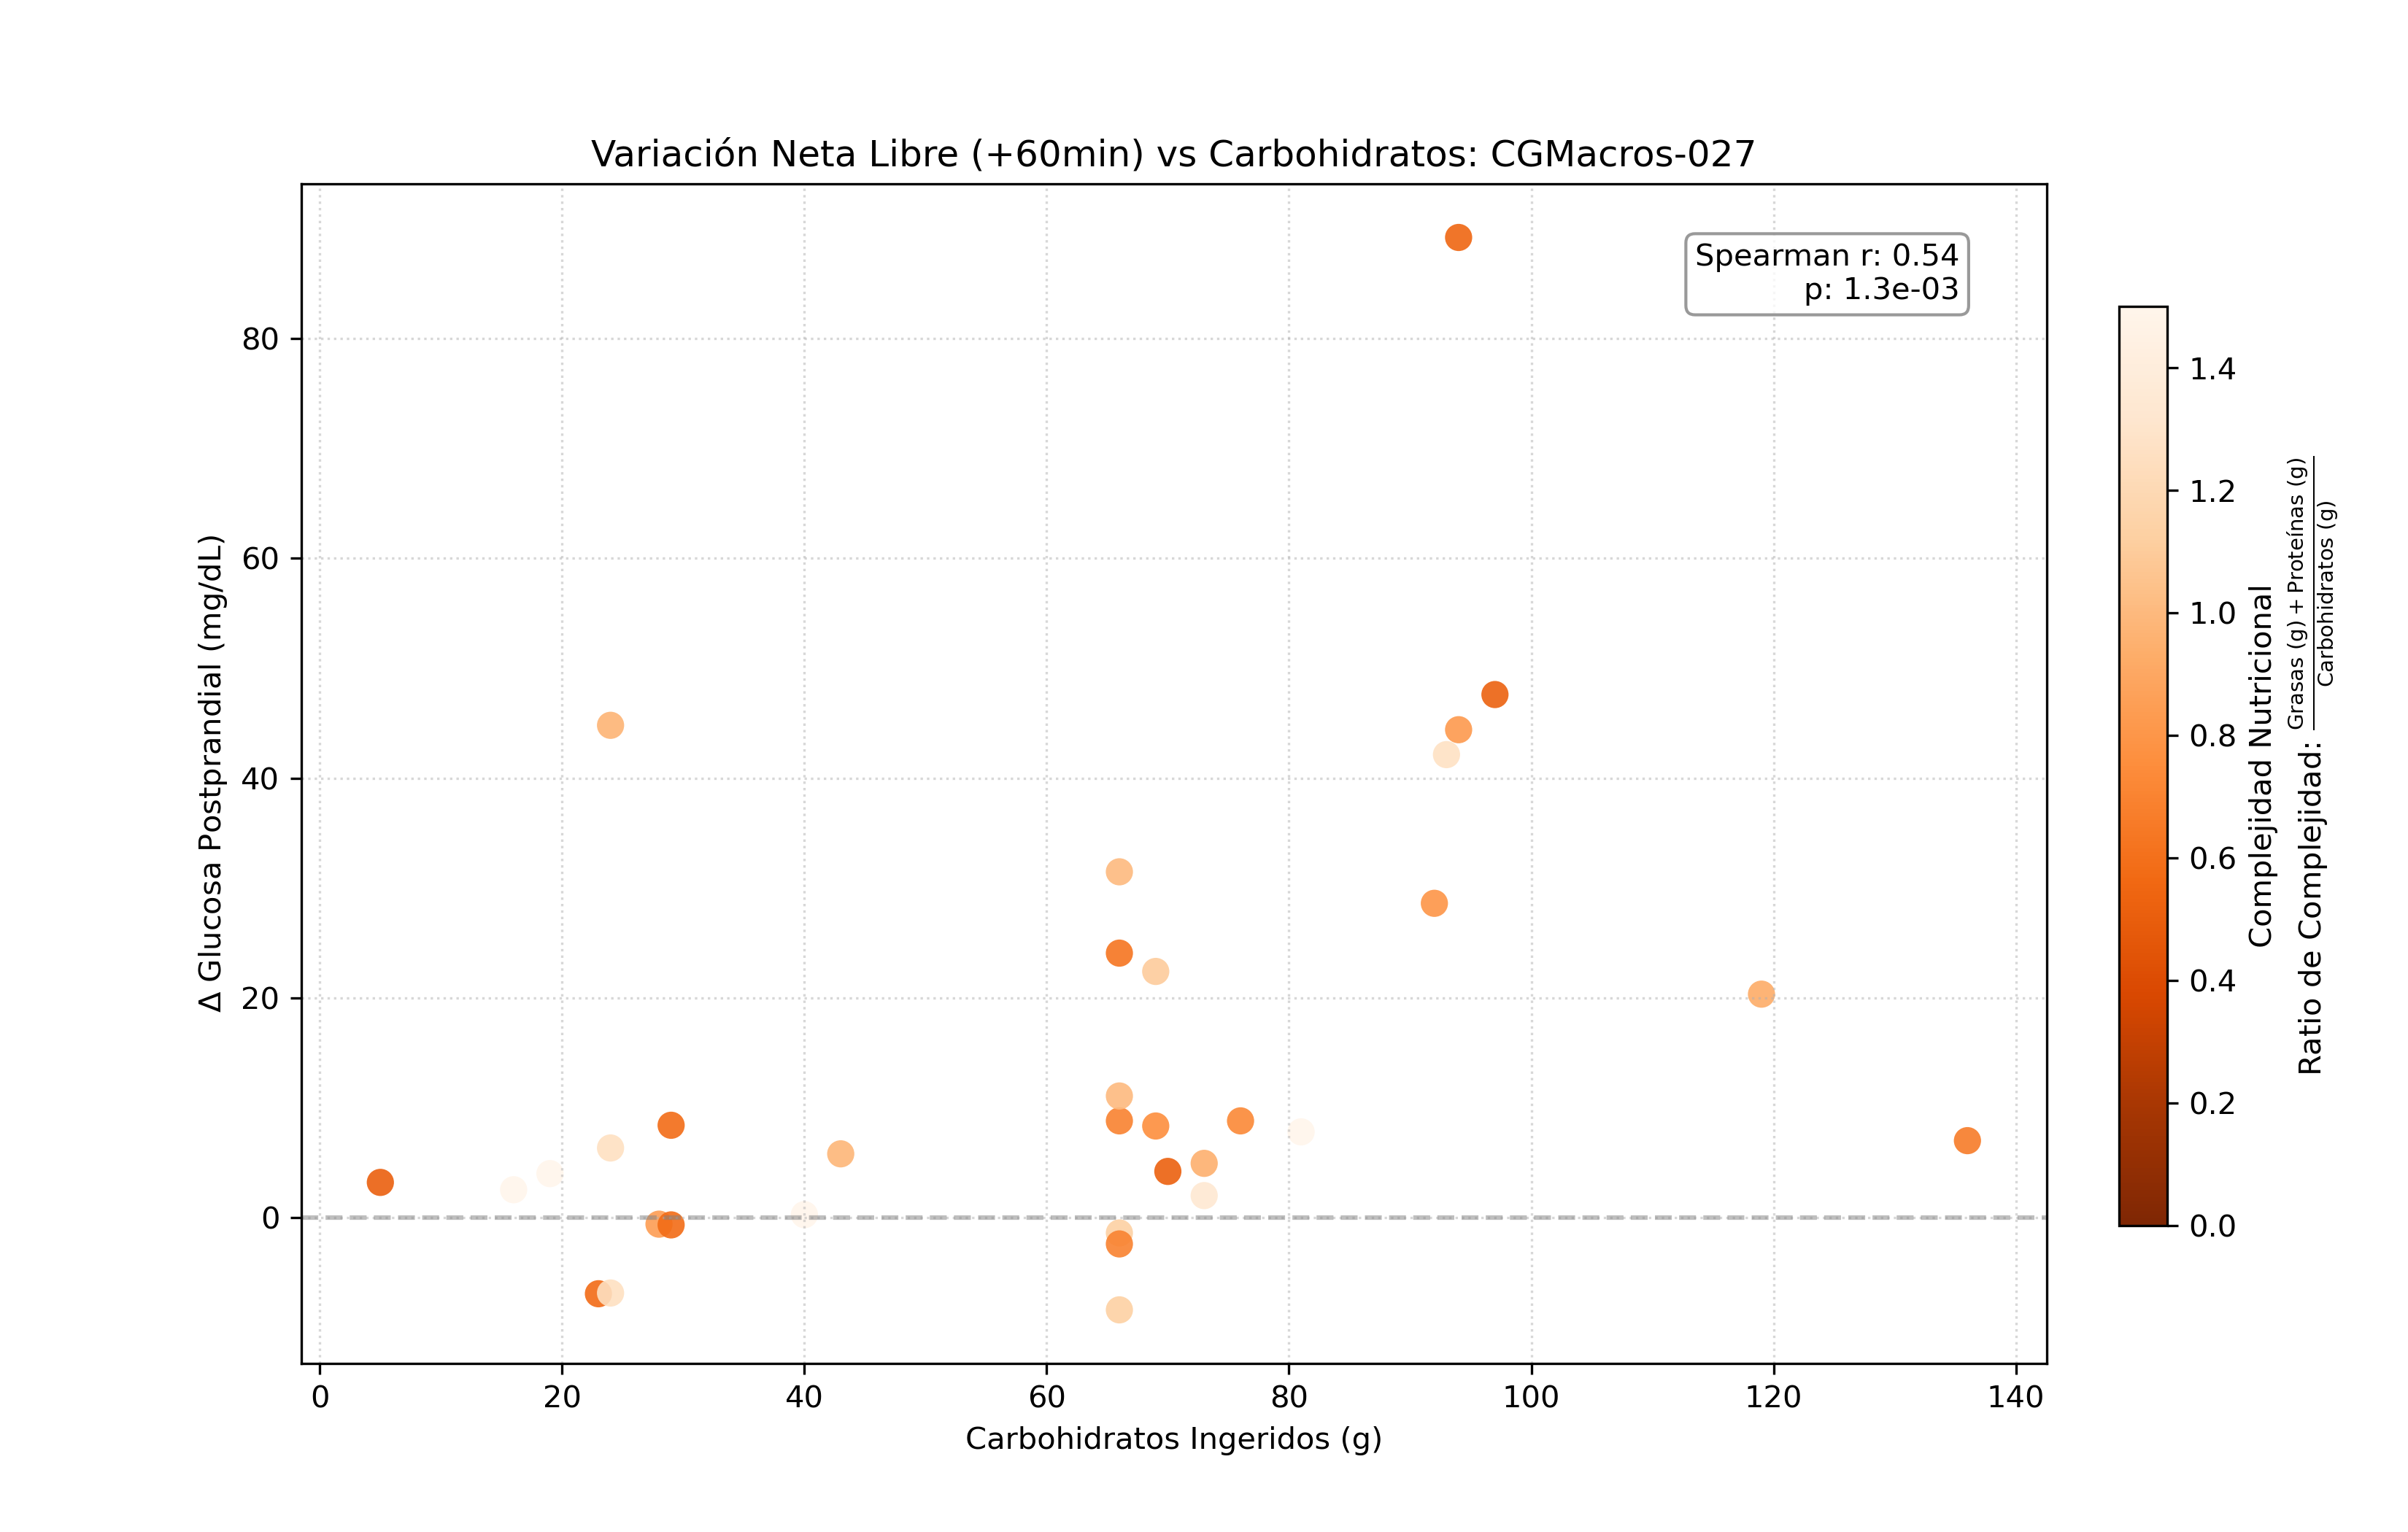 Variación Neta Libre (+60min) vs Carbohidratos: CGMacros-027
Spearman r: 0.54
p: 1.3e-03
Δ Glucosa Postprandial (mg/dL)
80
60
40
20
0
0 20 40 60 80 100 120 140
Carbohidratos Ingeridos (g)
1.4
1.2
1.0
0.8
0.6
0.4
0.2
0.0
Complejidad Nutricional
Ratio de Complejidad: Grasas (g) + Proteínas (g)
Carbohidratos (g)